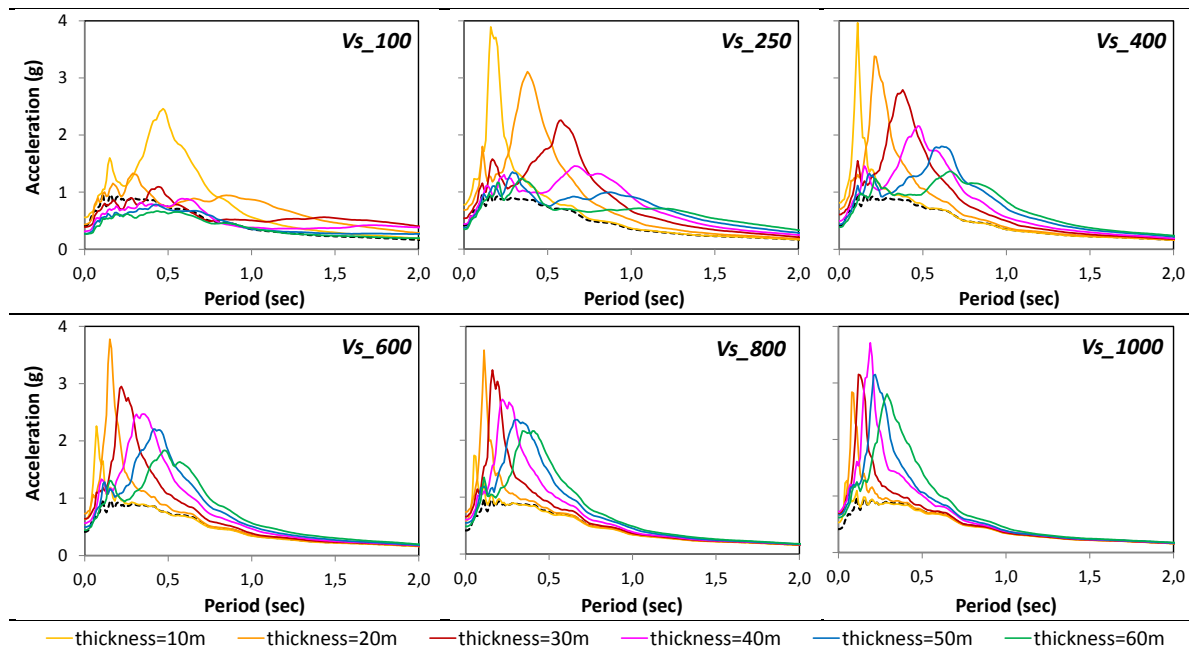 Vs_100
Vs_250
Vs_400
4
3
2
1
0
Acceleration (g)
0,0 0,5 1,0 1,5 2,0
0,0 0,5 1,0 1,5 2,0
0,0 0,5 1,0 1,5 2,0
Period (sec)
Period (sec)
Period (sec)
Vs_600
Vs_800
Vs_1000
4
3
2
1
0
Acceleration (g)
0,0 0,5 1,0 1,5 2,0
0,0 0,5 1,0 1,5 2,0
0,0 0,5 1,0 1,5 2,0
Period (sec)
Period (sec)
Period (sec)
thickness=10m thickness=20m thickness=30m thickness=40m thickness=50m thickness=60m